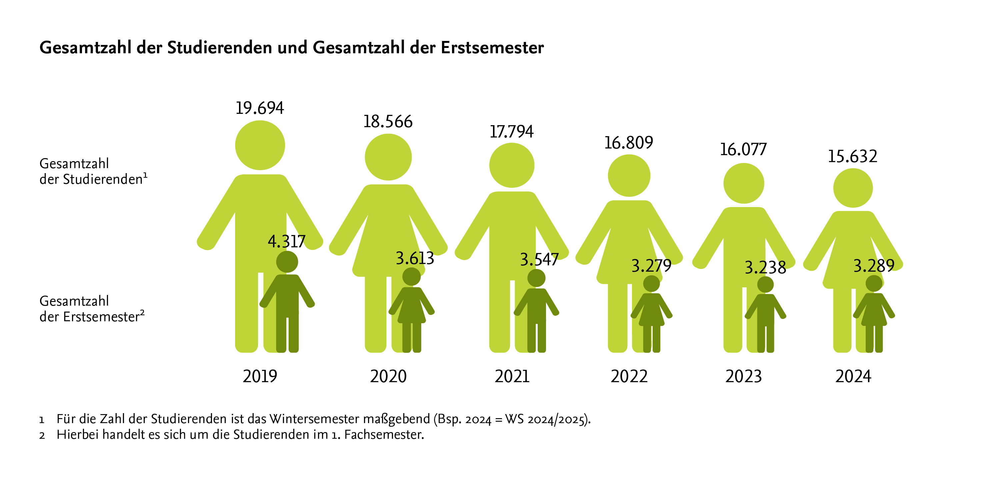 Gesamtzahl der Studierenden und Gesamtzahl der Erstsemester
19.694
18.566
17.794
16.809
16.077
15.632
Gesamtzahl
der Studierenden¹
4.317
3.613
3.547
3.279
3.238
3.289
Gesamtzahl
der Erstsemester²
2019 2020 2021 2022 2023 2024
1 Für die Zahl der Studierenden ist das Wintersemester maßgebend (Bsp. 2024 = WS 2024/2025).
2 Hierbei handelt es sich um die Studierenden im 1. Fachsemester.